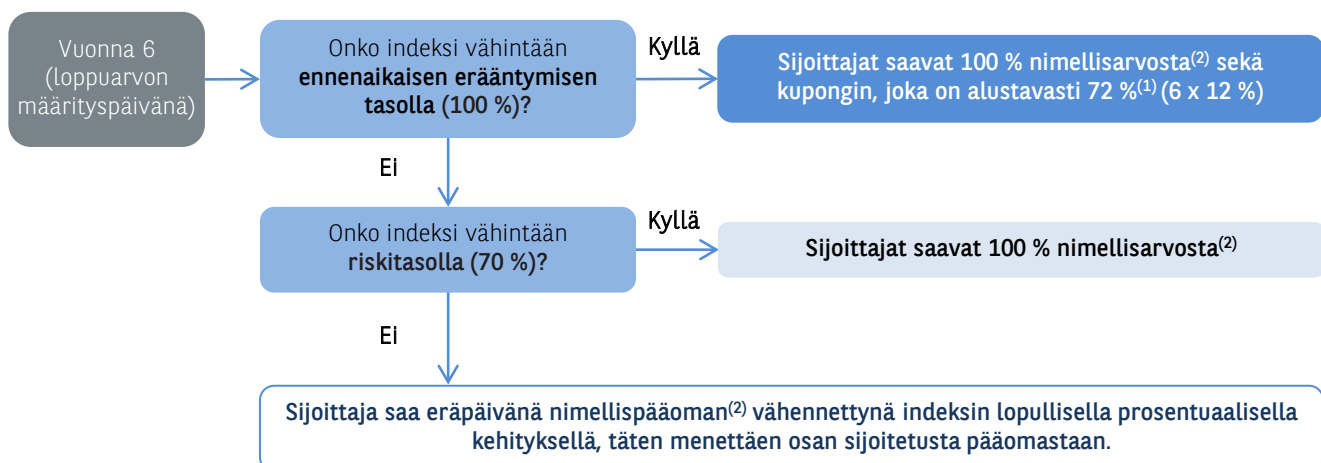 Vuonna 6
(loppuarvon
määrityspäivänä)
Onko indeksi vähintään
ennenaikaisen erääntymisen
tasolla (100 %)?
Kyllä
Sijoittajat saavat 100 % nimellisarvosta(2) sekä
kupongin, joka on alustavasti 72 %(1) (6 x 12 %)
Ei
Onko indeksi vähintään
riskitasolla (70 %)?
Kyllä
Sijoittajat saavat 100 % nimellisarvosta(2)
Ei
Sijoittaja saa eräpäivänä nimellispääoman(2) vähennettynä indeksin lopullisella prosentuaalisella
kehityksellä, täten menettäen osan sijoitetusta pääomastaan.